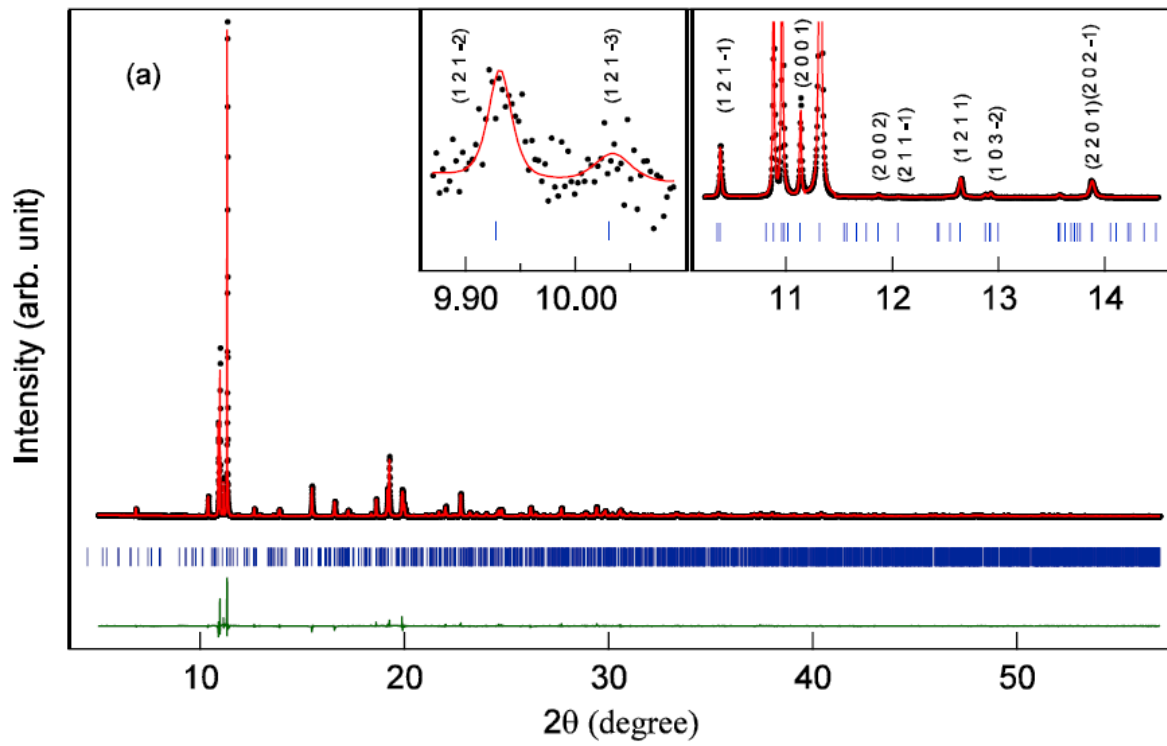 (a)
Intensity (arb. unit)
(1 2 1 -2)
(1 2 1 -3)
9.90
10.00
(1 2 1 -1)
(2 0 0 1)
(2 0 0 2)
(2 1 1 -1)
(1 2 1 1)
(1 0 3 -2)
(2 2 0 1)(2 0 2 -1)
11
12
13
14
10
20
30
40
50
2θ (degree)